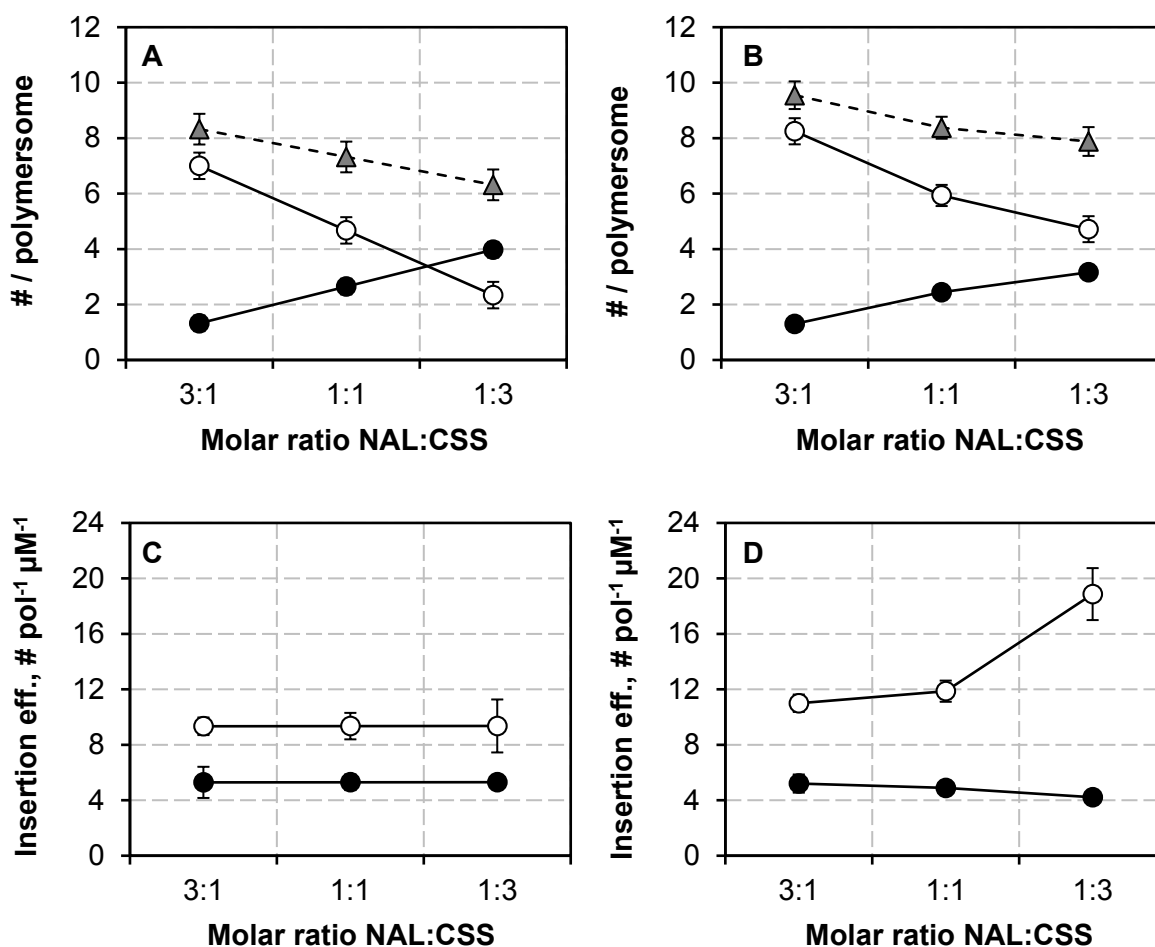 A
# / polymersome
12
10
8
6
4
2
0
3:1 1:1 1:3
Molar ratio NAL:CSS
B
# / polymersome
12
10
8
6
4
2
0
3:1 1:1 1:3
Molar ratio NAL:CSS
C
Insertion eff., # pol⁻¹ µM⁻¹
24
20
16
12
8
4
0
3:1 1:1 1:3
Molar ratio NAL:CSS
D
Insertion eff., # pol⁻¹ µM⁻¹
24
20
16
12
8
4
0
3:1 1:1 1:3
Molar ratio NAL:CSS